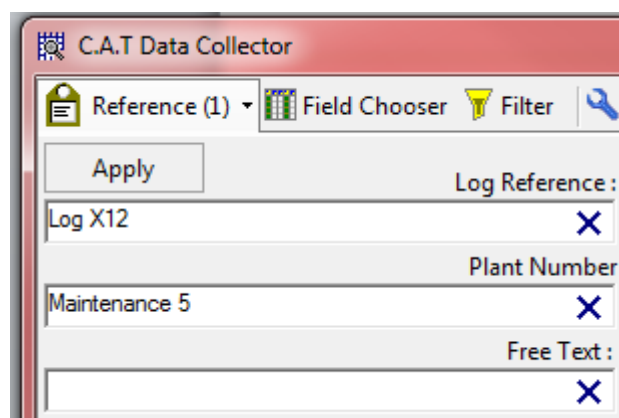 C.A.T Data Collector
Reference (1) Field Chooser Filter
Apply
Log Reference :
Log X12
Plant Number
Maintenance 5
Free Text :